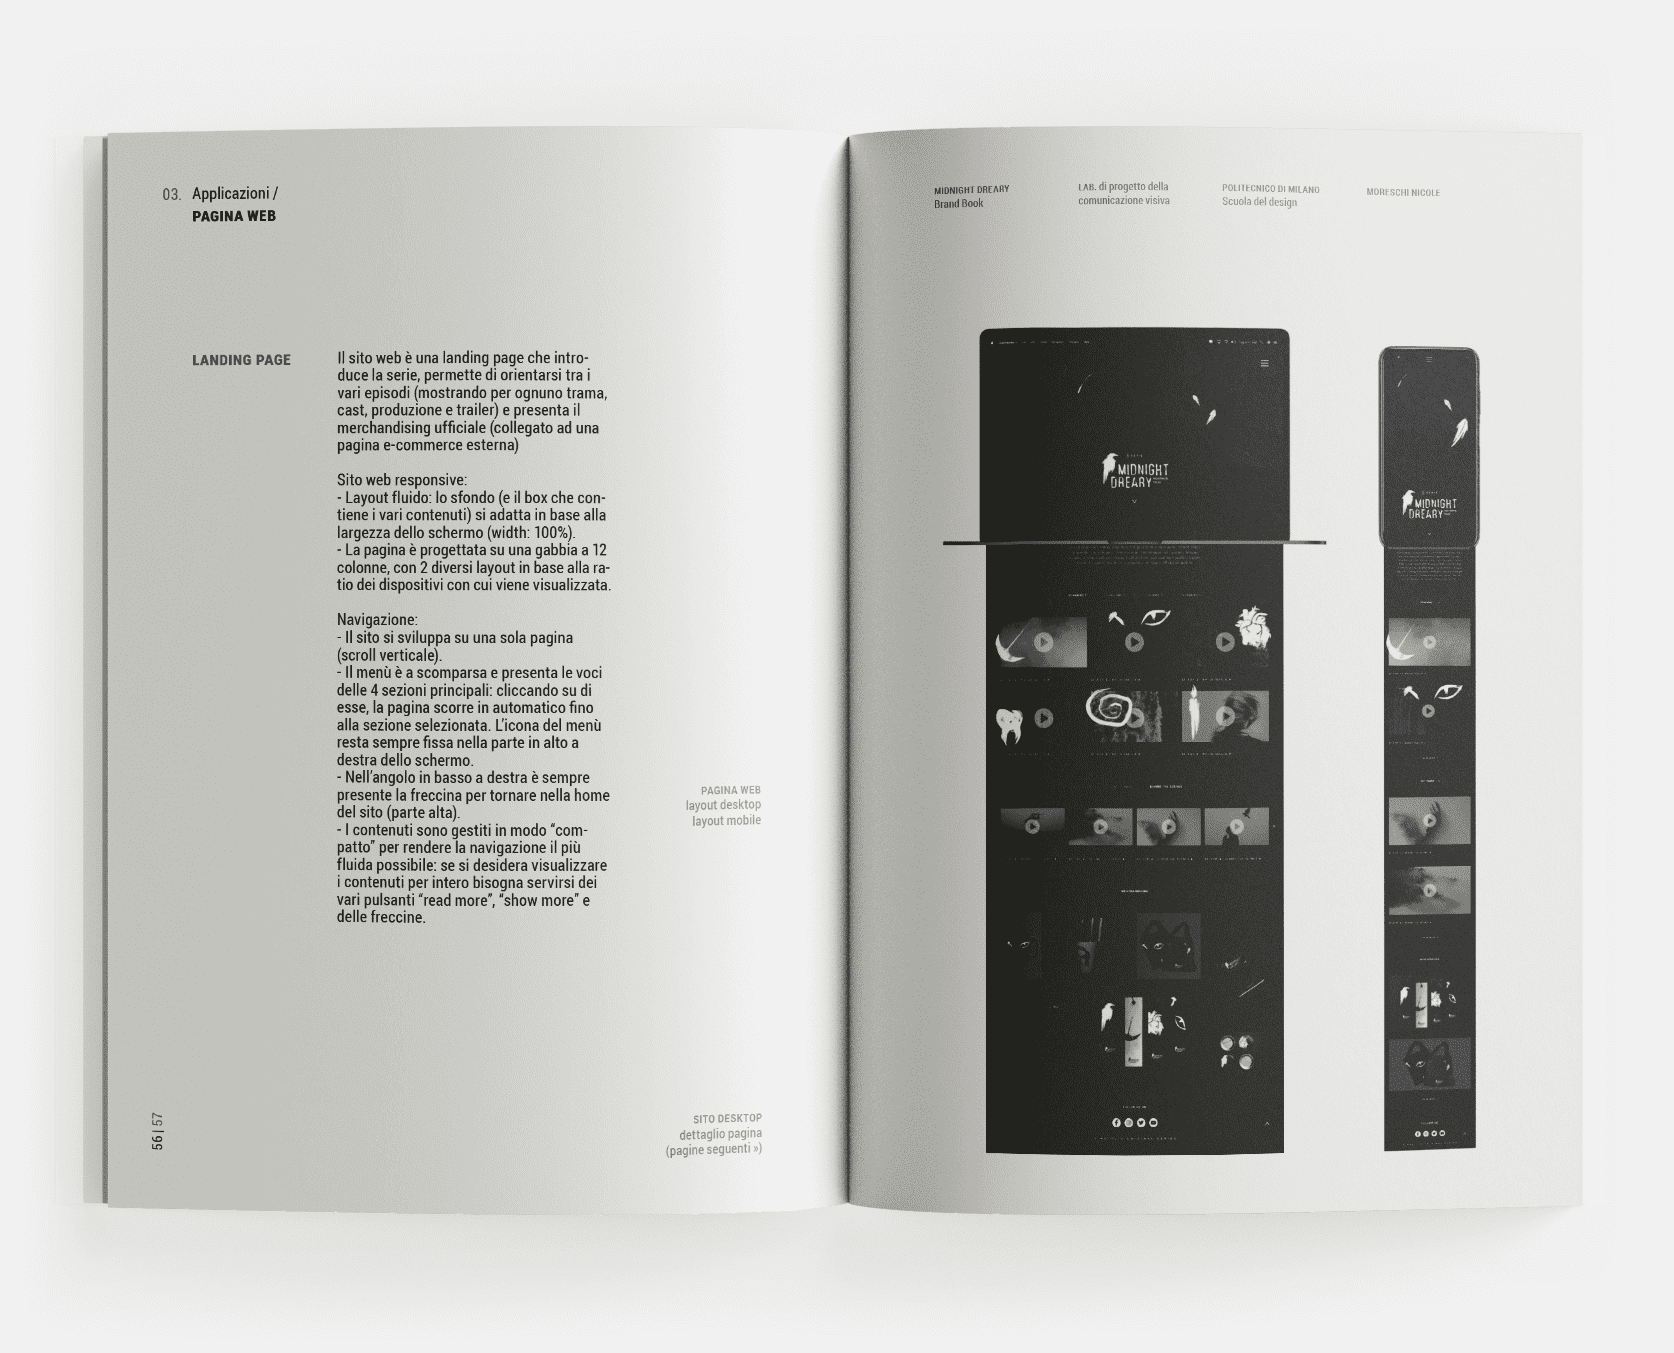 03. Applicazioni /
PAGINA WEB
LANDING PAGE
Il sito web è una landing page che intro-
duce la serie, permette di orientarsi tra i
vari episodi (mostrando per ognuno trama,
cast, produzione e trailer) e presenta il
merchandising ufficiale (collegato ad una
pagina e-commerce esterna)
Sito web responsive:
- Layout fluido: lo sfondo (e il box che con-
tiene i vari contenuti) si adatta in base alla
largezza dello schermo (width: 100%).
- La pagina è progettata su una gabbia a 12
colonne, con 2 diversi layout in base alla ra-
tio dei dispositivi con cui viene visualizzata.
Navigazione:
- Il sito si sviluppa su una sola pagina
(scroll verticale).
- Il menù è a scomparsa e presenta le voci
delle 4 sezioni principali: cliccando su di
esse, la pagina scorre in automatico fino
alla sezione selezionata. L'icona del menù
resta sempre fissa nella parte in alto a
destra dello schermo.
- Nell'angolo in basso a destra è sempre
presente la freccina per tornare nella home
del sito (parte alta).
- I contenuti sono gestiti in modo “com-
patto” per rendere la navigazione il più
fluida possibile: se si desidera visualizzare
i contenuti per intero bisogna servirsi dei
vari pulsanti “read more”, “show more” e
delle freccine.
PAGINA WEB
layout desktop
layout mobile
SITO DESKTOP
dettaglio pagina
(pagine seguenti »)
56 | 57
MIDNIGHT DREARY
Brand Book
LAB. di progetto della
comunicazione visiva
POLITECNICO DI MILANO
Scuola del design
MORESCHI NICOLE
MIDNIGHT
DREARY
MIDNIGHT
DREARY